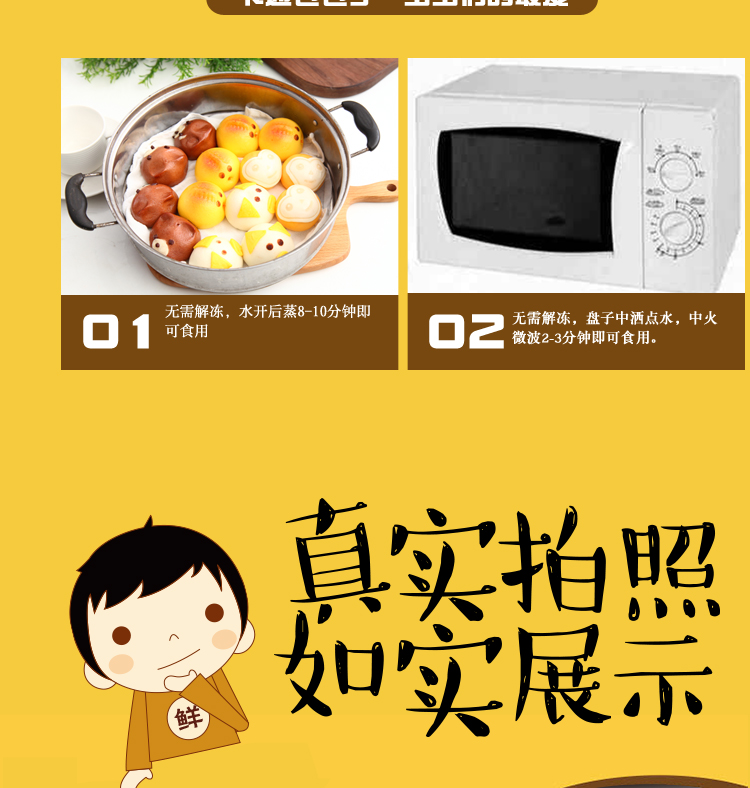 01
无需解冻，水开后蒸8-10分钟即
可食用
02
无需解冻，盘子中洒点水，中火
微波2-3分钟即可食用。
真实拍照
如实展示
鲜